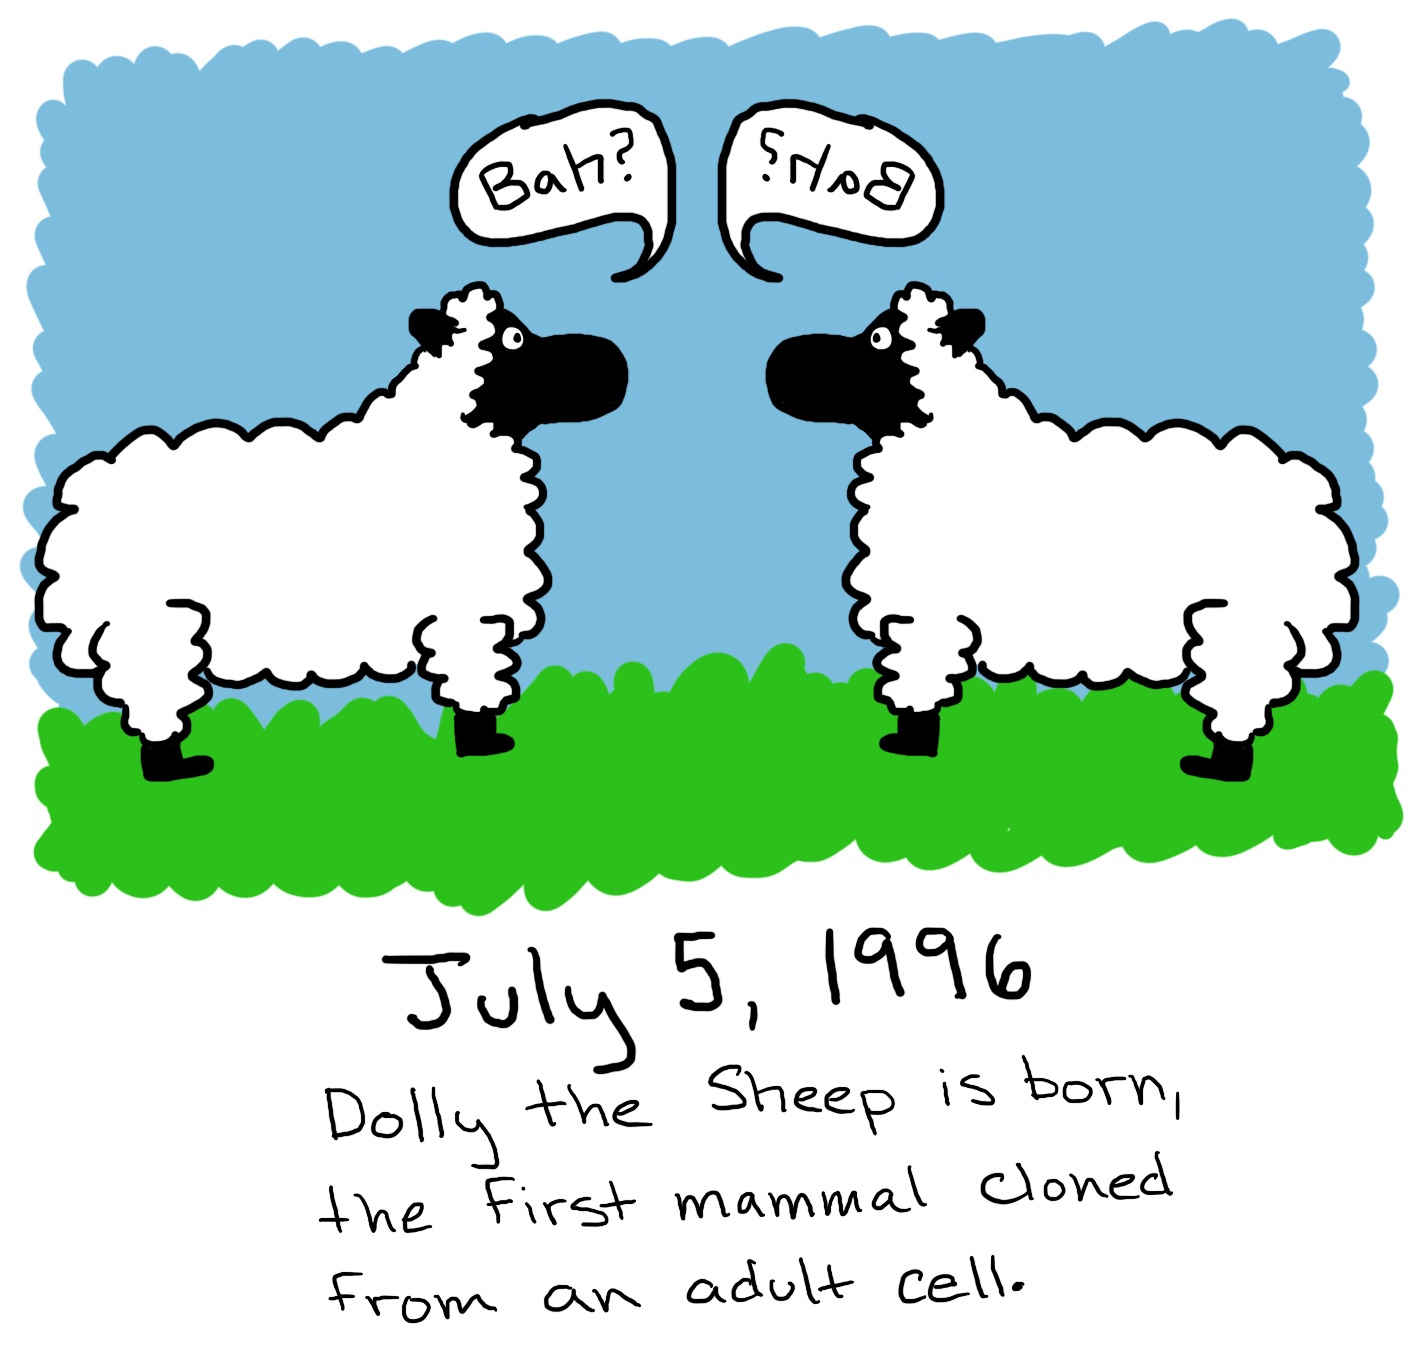 Bah?
Bah?
July 5, 1996
Dolly the Sheep is born,
the first mammal cloned
from an adult cell.